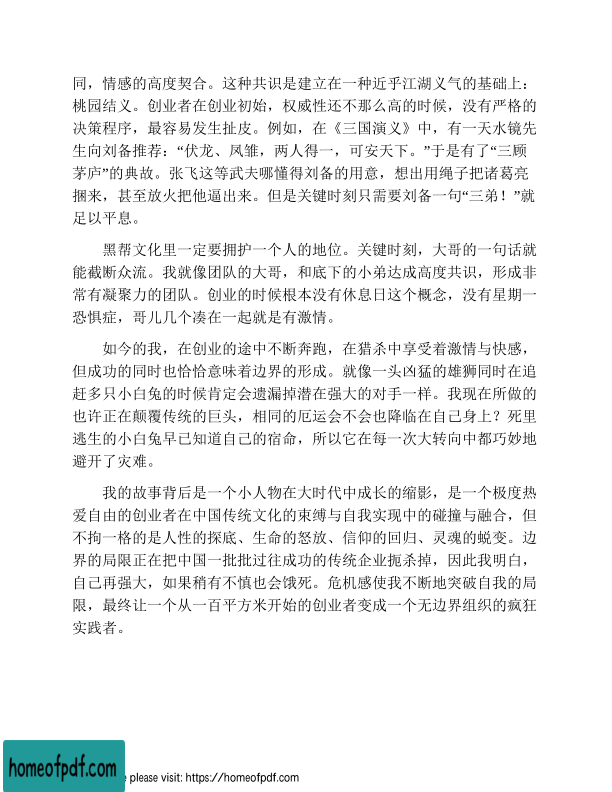 同，情感的高度契合。这种共识是建立在一种近乎江湖义气的基础上：
桃园结义。创业者在创业初始，权威性还不那么高的时候，没有严格的
决策程序，最容易发生扯皮。例如，在《三国演义》中，有一天水镜先
生向刘备推荐：“伏龙、凤雏，两人得一，可安天下。”于是有了“三顾
茅庐”的典故。张飞这等武夫哪懂得刘备的用意，想出用绳子把诸葛亮
捆来，甚至放火把他逼出来。但是关键时刻只需要刘备一句“三弟！”就
足以平息。
黑帮文化里一定要拥护一个人的地位。关键时刻，大哥的一句话就
能截断众流。我就像团队的大哥，和底下的小弟达成高度共识，形成非
常有凝聚力的团队。创业的时候根本没有休息日这个概念，没有星期一
恐惧症，哥儿几个凑在一起就是有激情。
如今的我，在创业的途中不断奔跑，在猎杀中享受着激情与快感，
但成功的同时也恰恰意味着边界的形成。就像一头凶猛的雄狮同时在追
赶多只小白兔的时候肯定会遗漏掉潜在强大的对手一样。我现在所做的
也许正在颠覆传统的巨头，相同的厄运会不会也降临在自己身上？死里
逃生的小白兔早已知道自己的宿命，所以它在每一次大转向中都巧妙地
避开了灾难。
我的故事背后是一个小人物在大时代中成长的缩影，是一个极度热
爱自由的创业者在中国传统文化的束缚与自我实现中的碰撞与融合，但
不拘一格的是人性的探底、生命的怒放、信仰的回归、灵魂的蜕变。边
界的局限正在把中国一批批过往成功的传统企业扼杀掉，因此我明白，
自己再强大，如果稍有不慎也会饿死。危机感使我不断地突破自我的局
限，最终让一个从一百平方米开始的创业者变成一个无边界组织的疯狂
实践者。
homeofpdf.com
please visit: https://homeofpdf.com